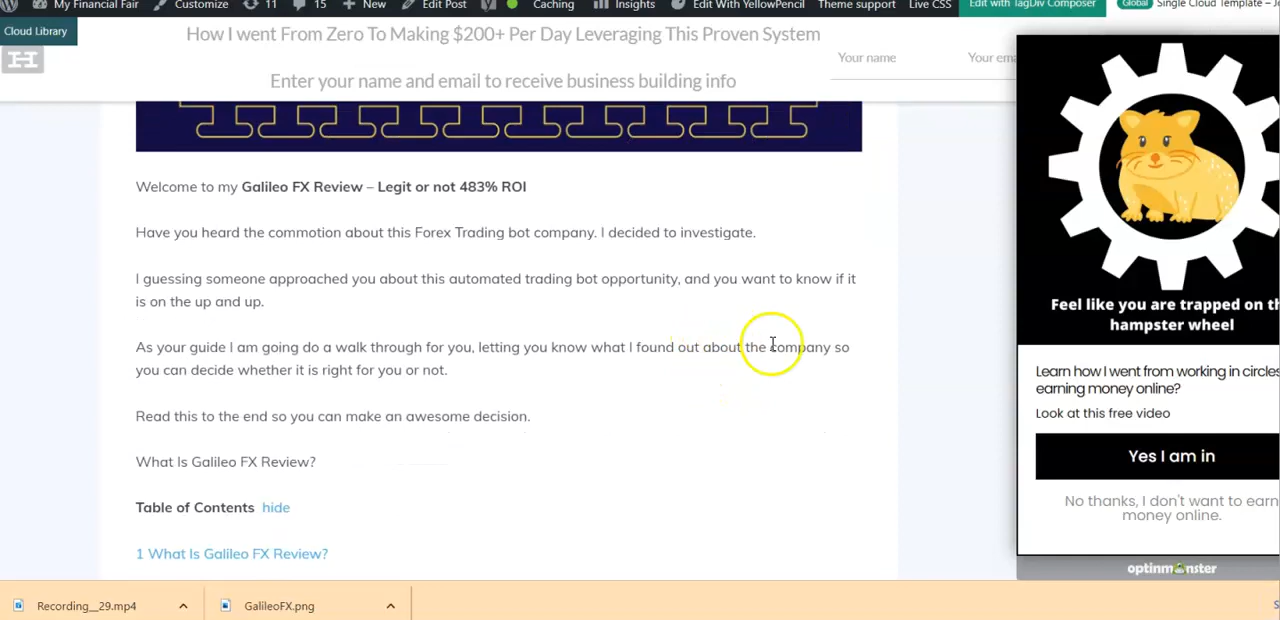 My Financial Fair Customize 11 15 New Edit Post Caching Insights Edit With YellowPencil Theme support Live CSS Edit with TagDiv Composer Global Single Cloud Template –
Cloud Library
How I went From Zero To Making $200+ Per Day Leveraging This Proven System
Enter your name and email to receive business building info
Your name
Your ema
Welcome to my Galileo FX Review – Legit or not 483% ROI
Have you heard the commotion about this Forex Trading bot company. I decided to investigate.
I guessing someone approached you about this automated trading bot opportunity, and you want to know if it
is on the up and up.
As your guide I am going do a walk through for you, letting you know what I found out about the company so
you can decide whether it is right for you or not.
Read this to the end so you can make an awesome decision.
What Is Galileo FX Review?
Table of Contents hide
1 What Is Galileo FX Review?
Feel like you are trapped on th
hampster wheel
Learn how I went from working in circles
earning money online?
Look at this free video
Yes I am in
No thanks, I don't want to earn
money online.
optinmonster
Recording__29.mp4
GalileoFX.png
S